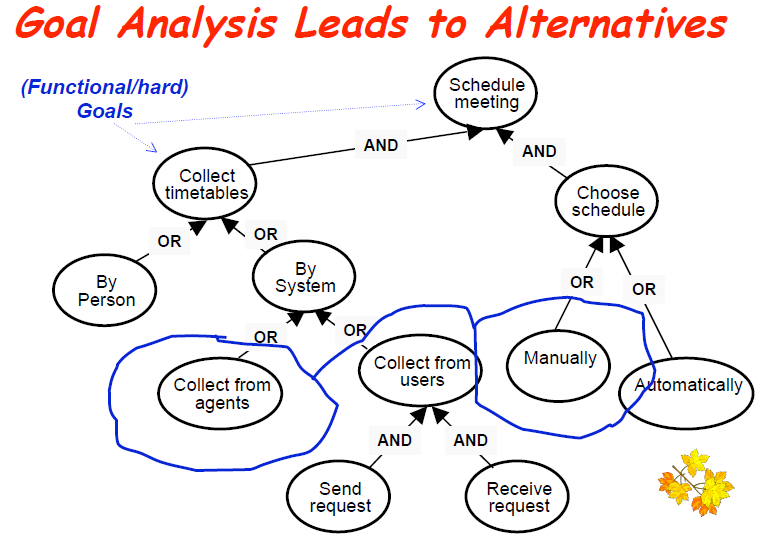 Goal Analysis Leads to Alternatives
(Functional/hard)
Goals
Schedule
meeting
AND
AND
Collect
timetables
Choose
schedule
OR
OR
By
Person
By
System
OR
OR
OR
OR
Collect from
agents
Collect from
users
Manually
Automatically
AND
AND
Send
request
Receive
request